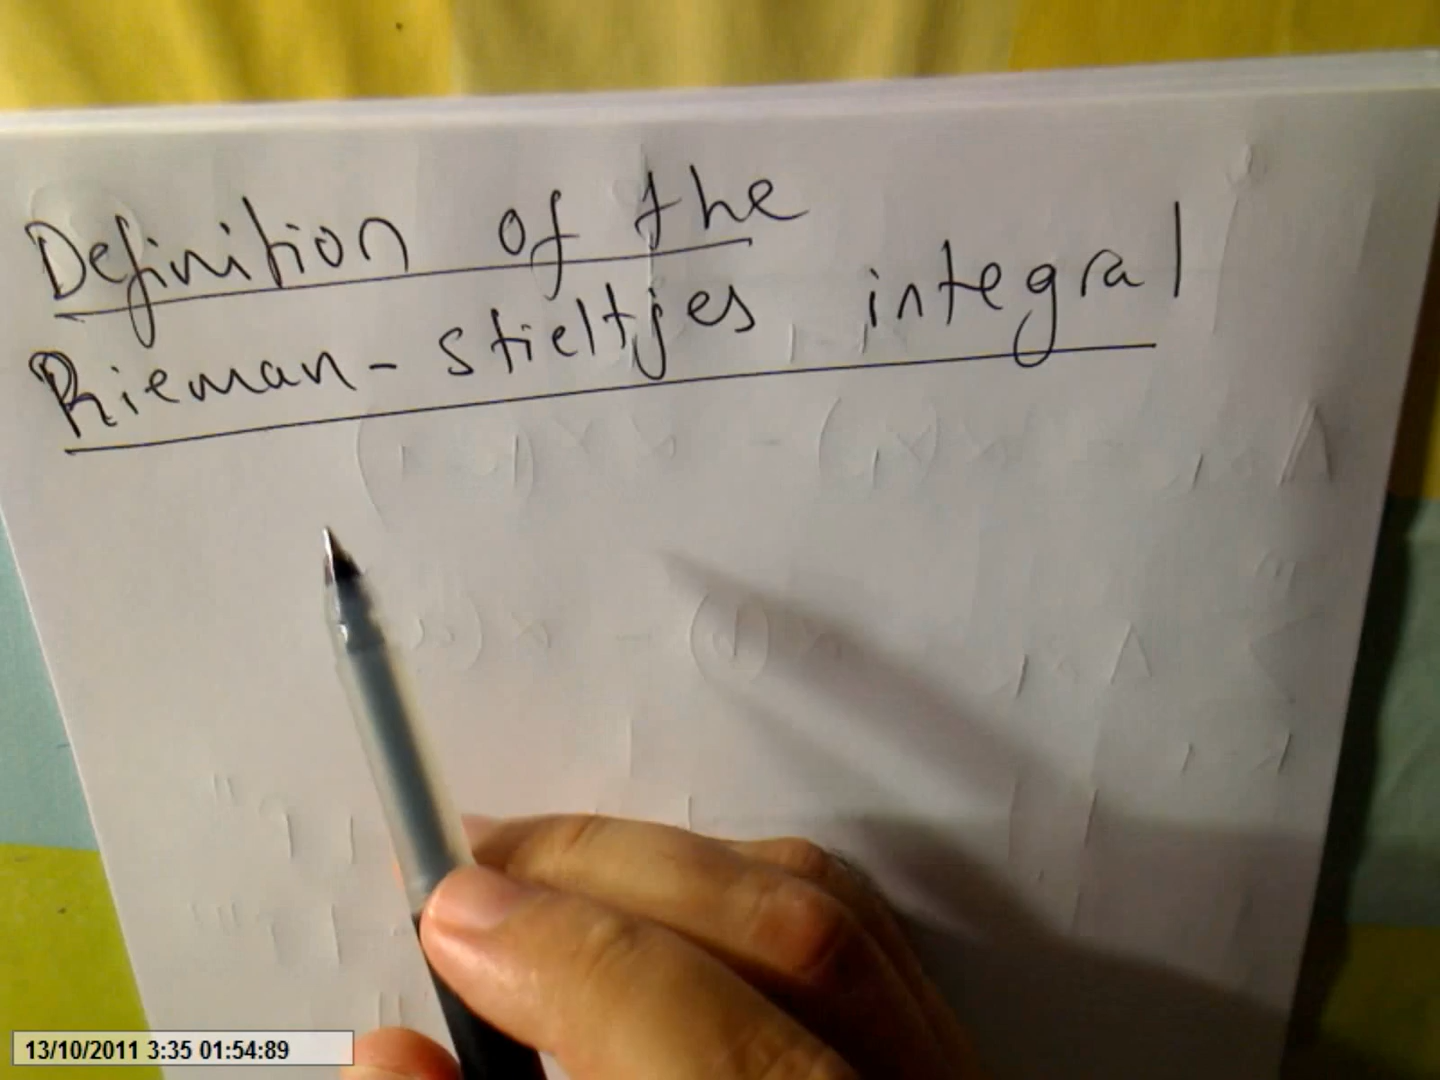 Definition of the
Rieman - stieltjes integral
13/10/2011 3:35 01:54:89